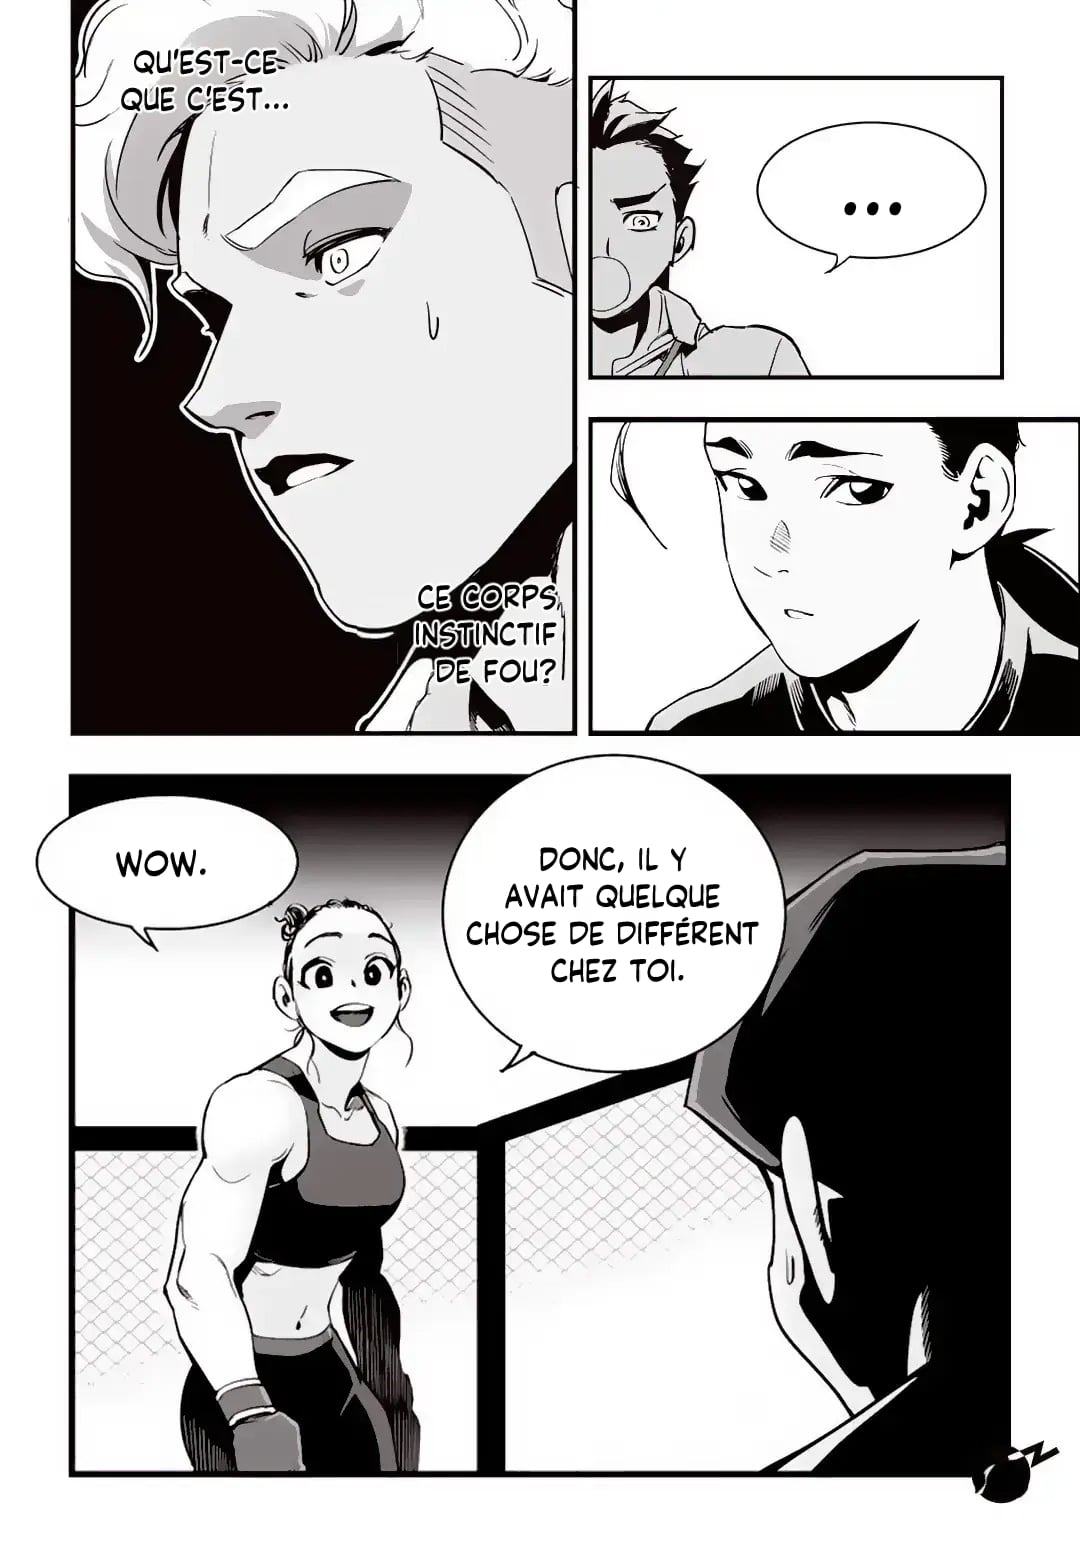 QU'EST-CE
QUE C'EST...
...
CE CORPS
INSTINCTIF
DE FOU?
WOW.
DONC, IL Y
AVAIT QUELQUE
CHOSE DE DIFFÉRENT
CHEZ TOI.